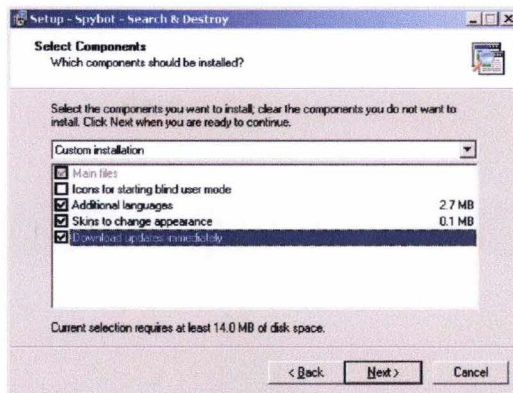 Setup - Spybot - Search & Destroy
Select Components
Which components should be installed?
Select the components you want to install; clear the components you do not want to
install. Click Next when you are ready to continue.
Custom installation
Main files
Icons for starting blind user mode
Additional languages 2.7 MB
Skins to change appearance 0.1 MB
Download updates immediately
Current selection requires at least 14.0 MB of disk space.
< Back Next > Cancel